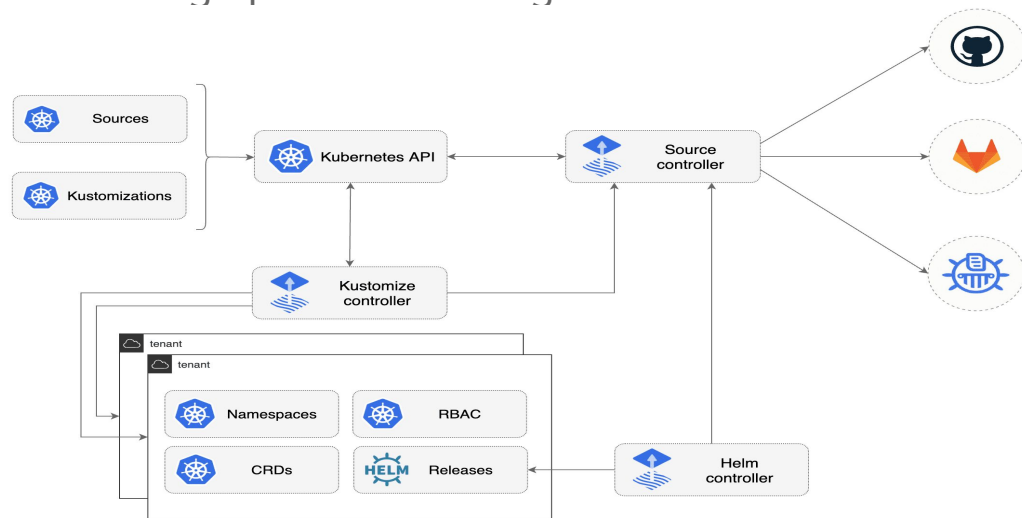 Sources
Kubernetes API
Source
controller
Kustomizations
Kustomize
controller
tenant
tenant
Namespaces
RBAC
CRDs
HELM
Releases
Helm
controller